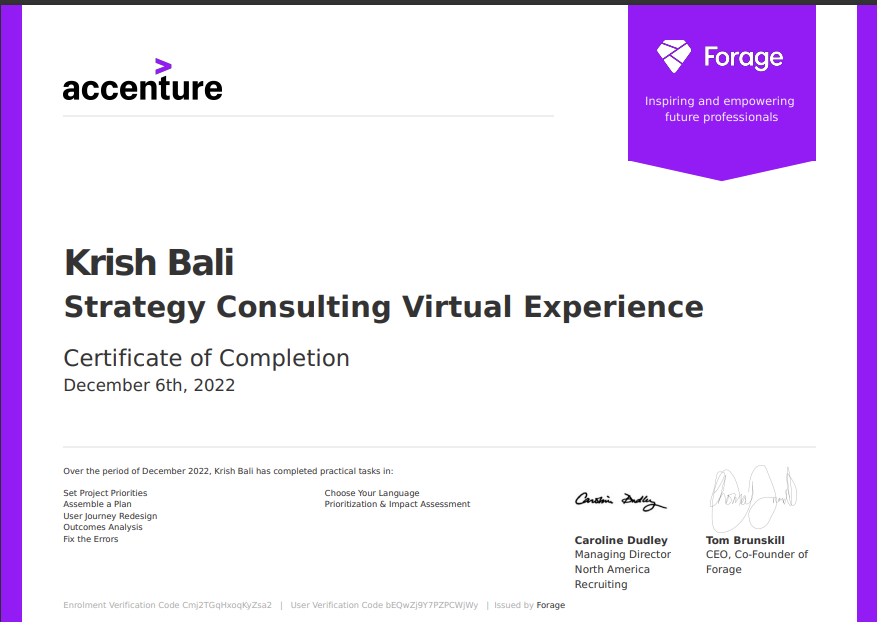 accenture
Forage
Inspiring and empowering
future professionals
Krish Bali
Strategy Consulting Virtual Experience
Certificate of Completion
December 6th, 2022
Over the period of December 2022, Krish Bali has completed practical tasks in:
Set Project Priorities
Assemble a Plan
User Journey Redesign
Outcomes Analysis
Fix the Errors
Choose Your Language
Prioritization & Impact Assessment
Caroline Dudley
Caroline Dudley
Managing Director
North America
Recruiting
Tom Brunskill
CEO, Co-Founder of
Forage
Enrolment Verification Code Cmj2TGqHxoqKyZsa2 | User Verification Code bEQwZj9Y7PZPCWjWy | Issued by Forage